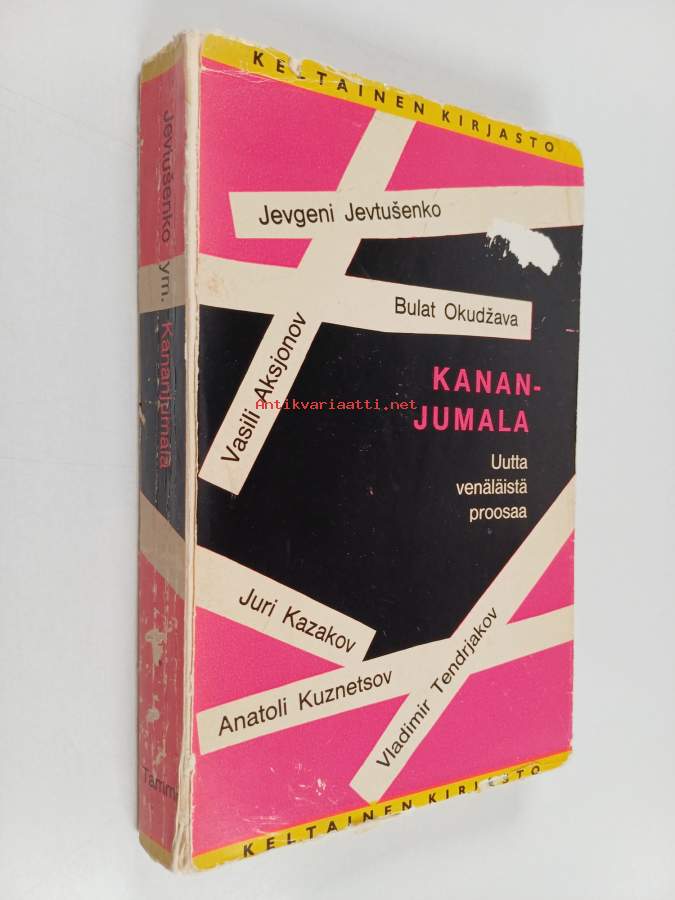 KELTAINEN KIRJASTO
Jevgeni Jevtušenko
Bulat Okudžava
Vasili Aksjonov
KANAN-
JUMALA
Uutta
venäläistä
proosaa
Juri Kazakov
Anatoli Kuznetsov
Vladimir Tendrjakov
KELTAINEN KIRJASTO
Jevtušenko ym. Kananjumala
Tammi
Antikvariaatti.net